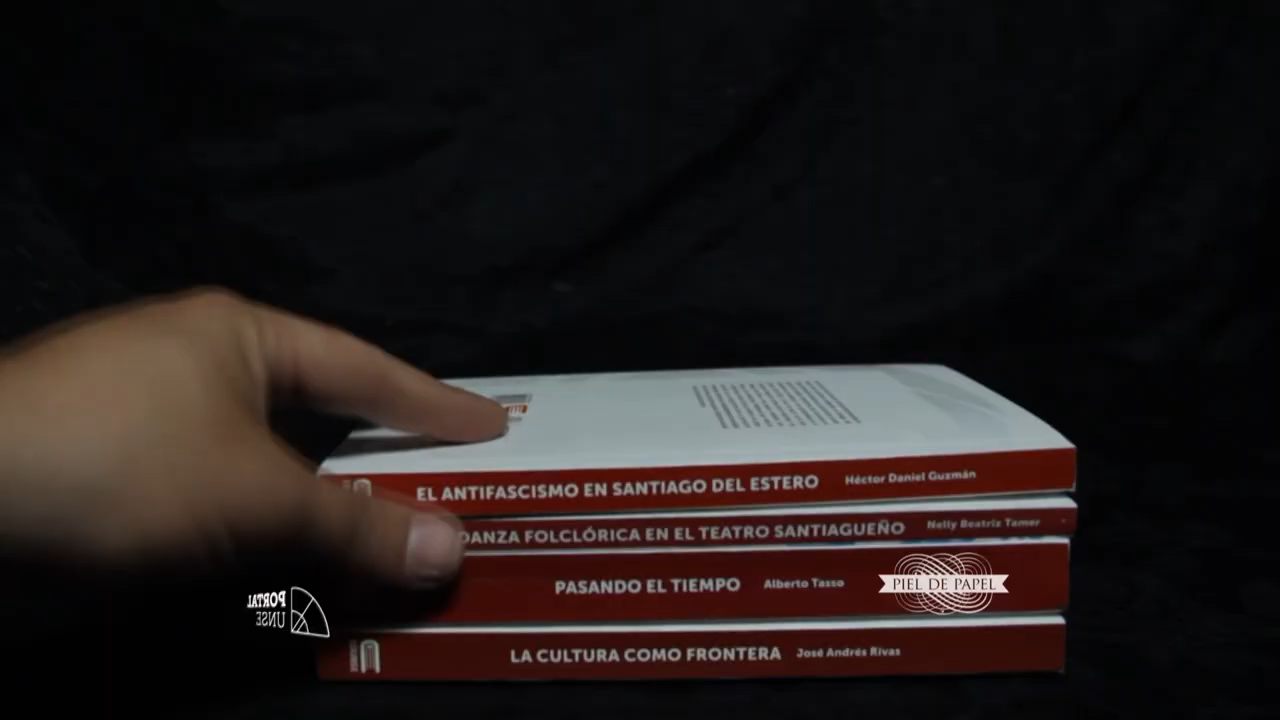 EL ANTIFASCISMO EN SANTIAGO DEL ESTERO Héctor Daniel Guzmán
DANZA FOLCLÓRICA EN EL TEATRO SANTIAGUEÑO Nelly Beatriz Tamer
PASANDO EL TIEMPO Alberto Tasso
PIEL DE PAPEL
PORTAL
UNSE
LA CULTURA COMO FRONTERA José Andrés Rivas